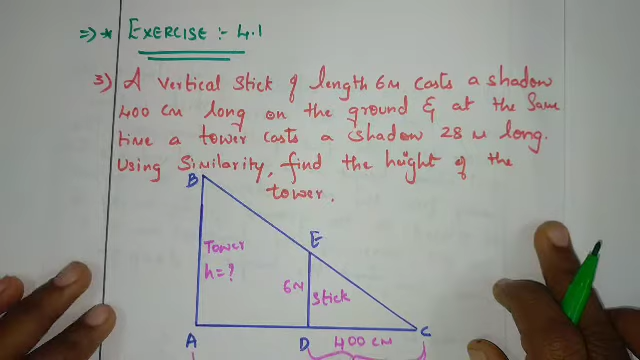 => * EXERCISE :- 4.1
3) A vertical stick of length 6M casts a shadow
400 CM long on the ground & at the same
time a tower casts a shadow 28 M long.
Using Similarity, find the height of the
tower.
B
E
Tower
h=?
6M
Stick
A
D
400 CM
C